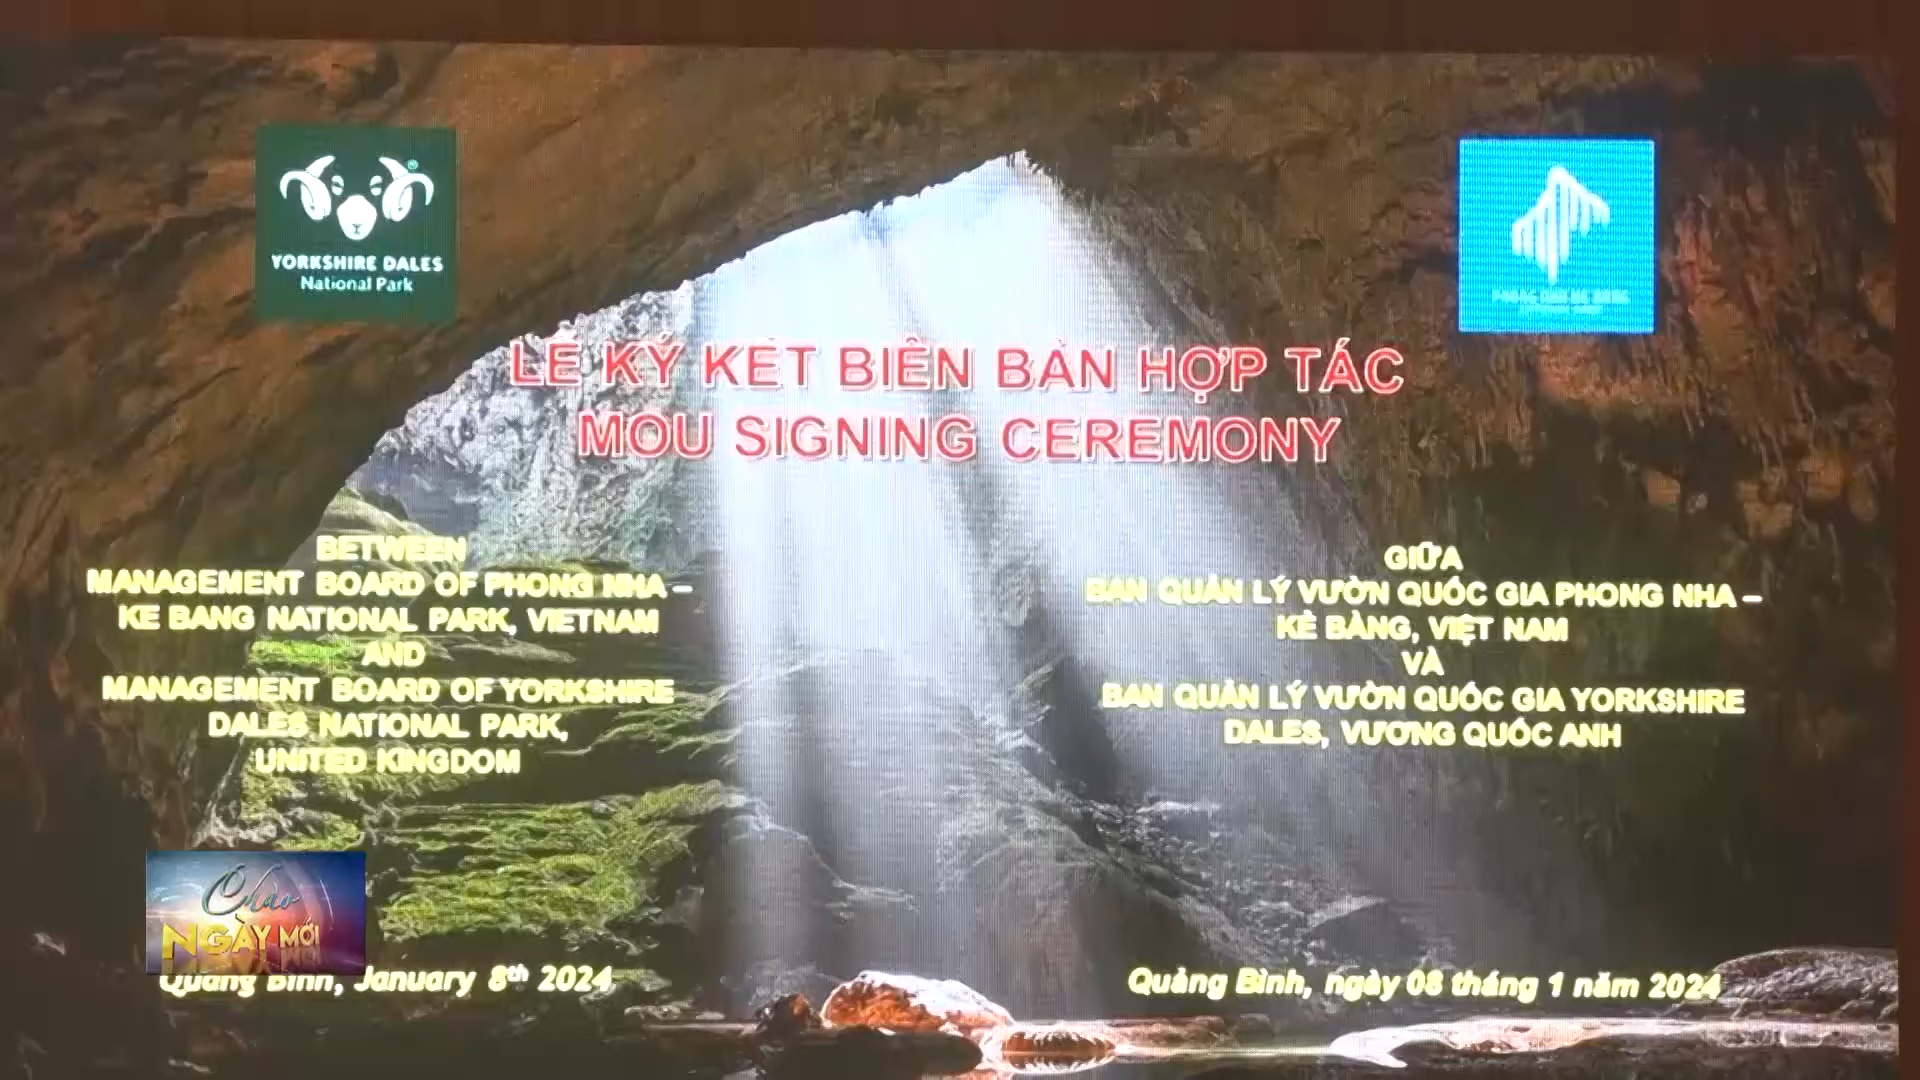 YORKSHIRE DALES
National Park
LỄ KÝ KẾT BIÊN BẢN HỢP TÁC
MOU SIGNING CEREMONY
BETWEEN
MANAGEMENT BOARD OF PHONG NHA –
KE BANG NATIONAL PARK, VIETNAM
AND
MANAGEMENT BOARD OF YORKSHIRE
DALES NATIONAL PARK,
UNITED KINGDOM
GIỮA
BAN QUẢN LÝ VƯỜN QUỐC GIA PHONG NHA –
KẺ BÀNG, VIỆT NAM
VÀ
BAN QUẢN LÝ VƯỜN QUỐC GIA YORKSHIRE
DALES, VƯƠNG QUỐC ANH
Chào
NGÀY MỚI
Quảng Bình, January 8th 2024
Quảng Bình, ngày 08 tháng 1 năm 2024